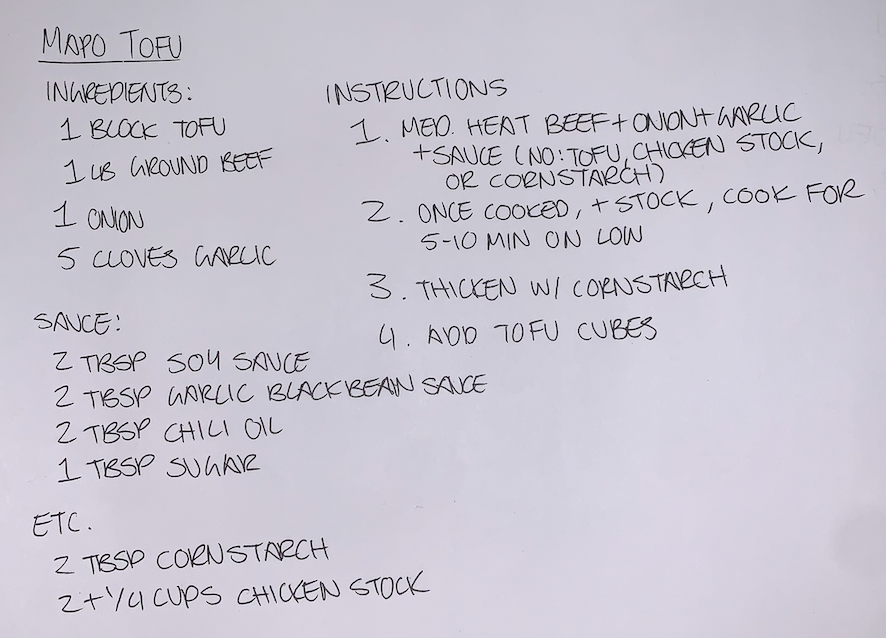 MAPO TOFU
INGREDIENTS:
1 BLOCK TOFU
1 LB GROUND BEEF
1 ONION
5 CLOVES GARLIC
SAUCE:
2 TBSP SOY SAUCE
2 TBSP GARLIC BLACK BEAN SAUCE
2 TBSP CHILI OIL
1 TBSP SUGAR
ETC.
2 TBSP CORNSTARCH
2 + 1/4 CUPS CHICKEN STOCK
INSTRUCTIONS
1. MED. HEAT BEEF + ONION + GARLIC
+ SAUCE (NO: TOFU, CHICKEN STOCK,
OR CORNSTARCH)
2. ONCE COOKED, + STOCK, COOK FOR
5-10 MIN ON LOW
3. THICKEN W/ CORNSTARCH
4. ADD TOFU CUBES